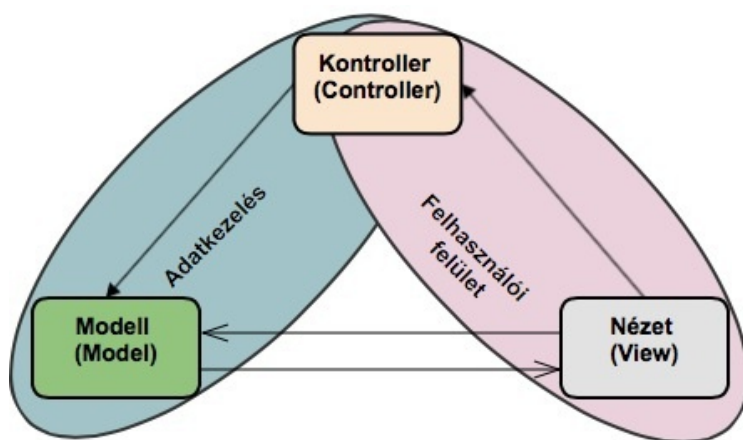 Kontroller
(Controller)
Adatkezelés
Felhasználói
felület
Modell
(Model)
Nézet
(View)